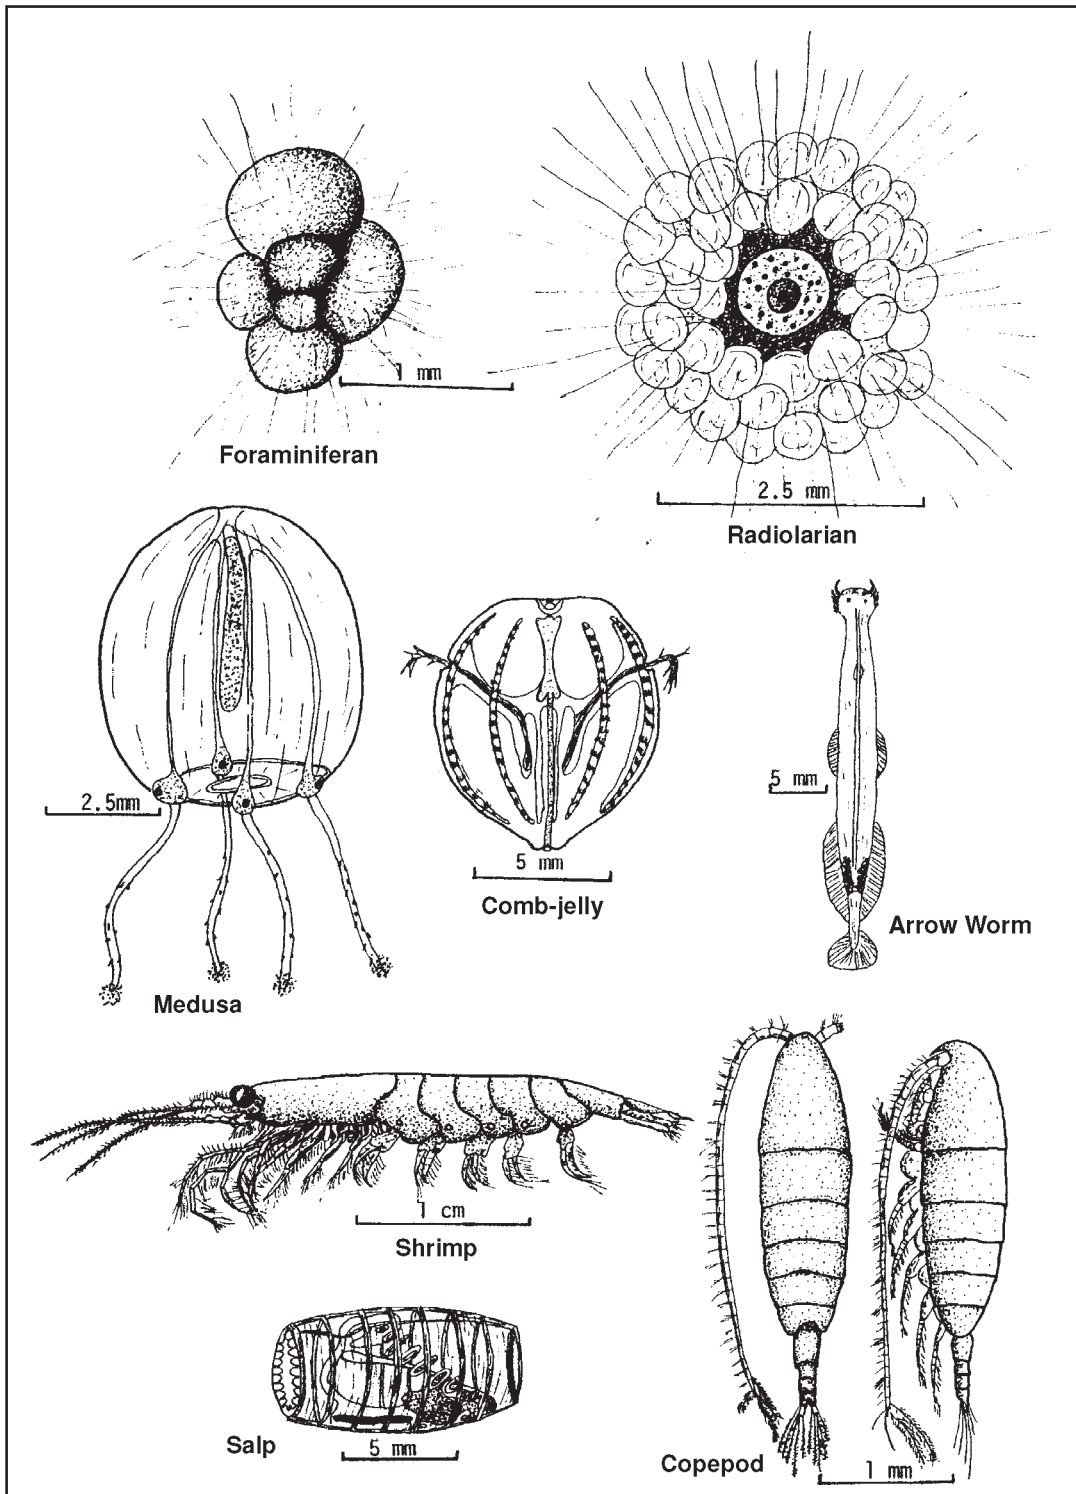 1 mm
Foraminiferan
2.5 mm
Radiolarian
2.5mm
Medusa
5 mm
Comb-jelly
5 mm
Arrow Worm
1 cm
Shrimp
Salp
5 mm
Copepod
1 mm